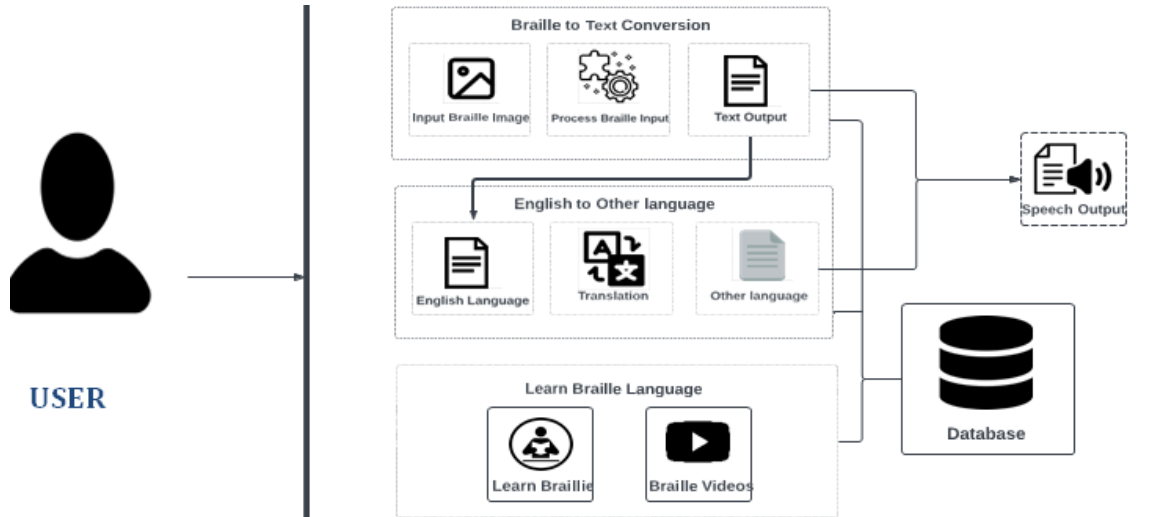 Braille to Text Conversion
Input Braille Image
Process Braille Input
Text Output
Speech Output
English to Other language
English Language
Translation
Other language
USER
Learn Braille Language
Learn Braillie
Braille Videos
Database